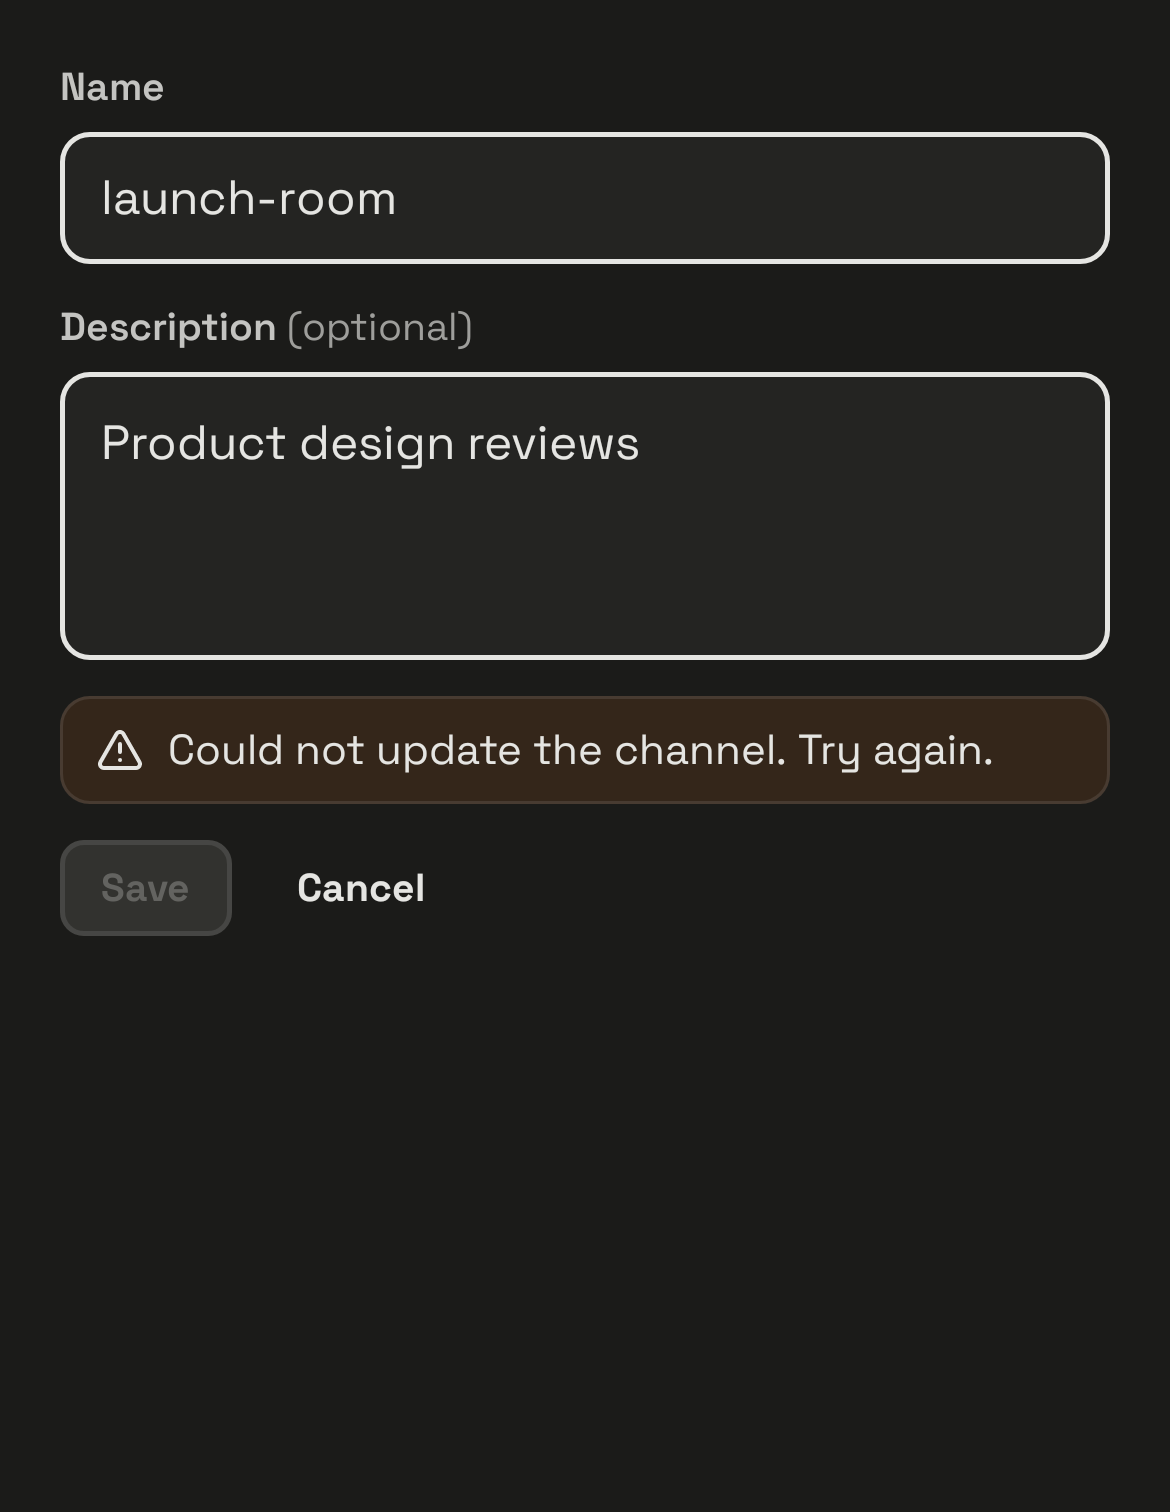 Name
launch-room
Description (optional)
Product design reviews
Could not update the channel. Try again.
Save
Cancel